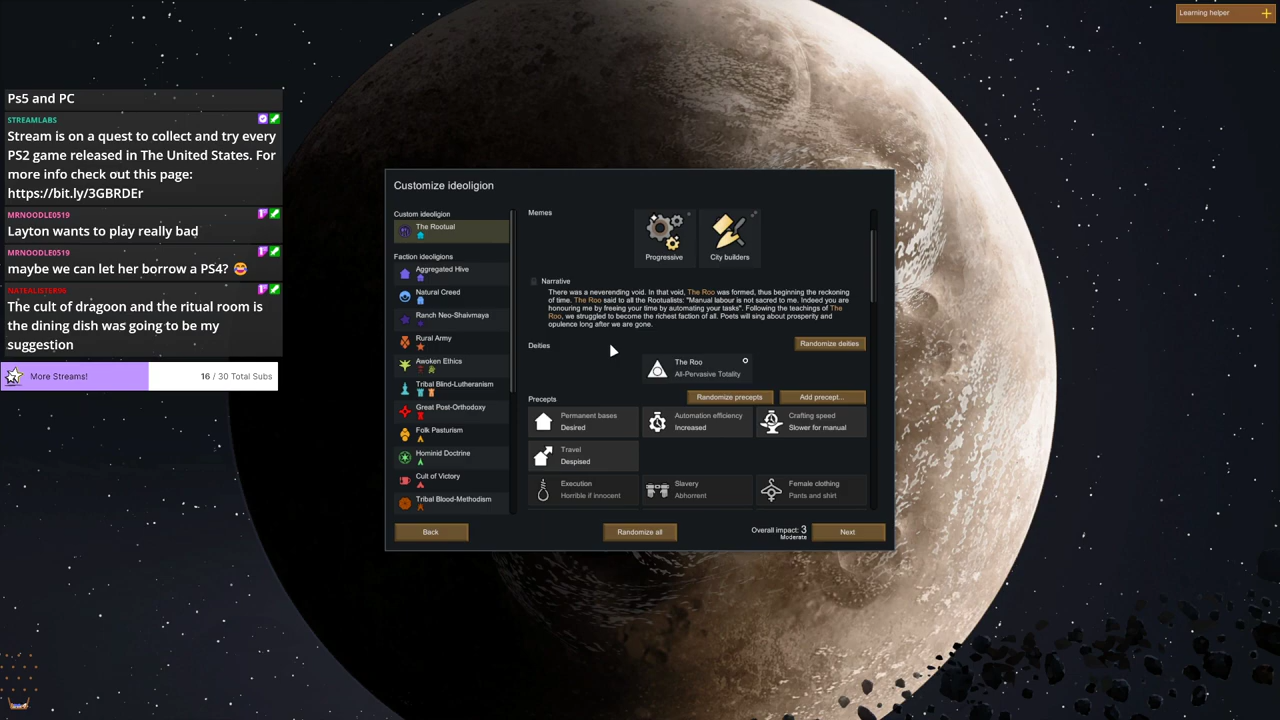 Learning helper
Ps5 and PC
STREAMLABS
Stream is on a quest to collect and try every
PS2 game released in The United States. For
more info check out this page:
https://bit.ly/3GBRDEr
MRNOODLE0519
Layton wants to play really bad
MRNOODLE0519
maybe we can let her borrow a PS4? 😂
The cult of dragoon and the ritual room is
the dining dish was going to be my
suggestion
More Streams!
16 / 30 Total Subs
Customize ideoligion
Custom ideoligion
The Rootual
Faction ideoligions
Aggregated Hive
Natural Creed
Ranch Neo-Shaivmaya
Rural Army
Awoken Ethics
Tribal Blind-Lutheranism
Great Post-Orthodoxy
Folk Pasturism
Hominid Doctrine
Cult of Victory
Tribal Blood-Methodism
Memes
Progressive
City builders
Narrative
There was a neverending void. In that void, The Roo was formed, thus beginning the reckoning
of time. The Roo said to all the Rootualists: "Manual labour is not sacred to me. Indeed you are
honouring me by freeing your time by automating your tasks". Following the teachings of The
Roo, we struggled to become the richest faction of all. Poets will sing about prosperity and
opulence long after we are gone.
Deities
Randomize deities
The Roo
All-Pervasive Totality
Precepts
Randomize precepts
Add precept...
Permanent bases
Desired
Automation efficiency
Increased
Crafting speed
Slower for manual
Travel
Despised
Execution
Horrible if innocent
Slavery
Abhorrent
Female clothing
Pants and shirt
Back
Randomize all
Overall impact: 3
Moderate
Next